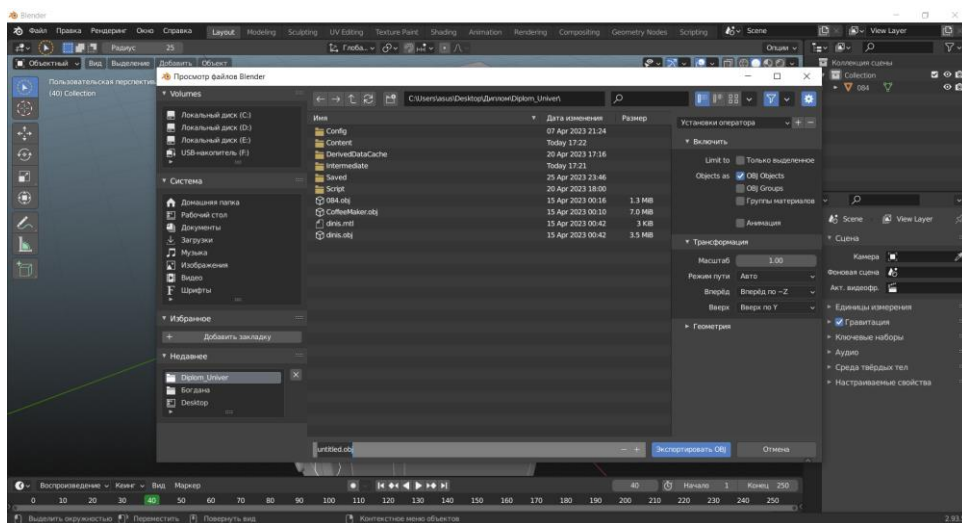 Blender
Файл Правка Рендеринг Окно Справка Layout Modeling Sculpting UV Editing Texture Paint Shading Animation Rendering Compositing Geometry Nodes Scripting Scene View Layer
Радиус 25 Глоба.. Опции
Объектный Вид Выделение Добавить Объект
Коллекция сцены
Пользовательская перспектив
(40) Collection
Collection
084
Просмотр файлов Blender
Volumes
Локальный диск (C:)
Локальный диск (D:)
Локальный диск (E:)
USB-накопитель (F:)
Система
Домашняя папка
Рабочий стол
Документы
Загрузки
Музыка
Изображения
Видео
Шрифты
Избранное
Добавить закладку
Недавнее
Diplom_Univer
Богдана
Desktop
C:\Users\asus\Desktop\Диплом\Diplom_Univer\
Имя Дата изменения Размер
Config 07 Apr 2023 21:24
Content Today 17:22
DerivedDataCache 20 Apr 2023 17:16
Intermediate Today 17:21
Saved 25 Apr 2023 23:46
Script 20 Apr 2023 18:00
084.obj 15 Apr 2023 00:16 1.3 MiB
CoffeeMaker.obj 15 Apr 2023 00:10 7.0 MiB
dinis.mtl 15 Apr 2023 00:42 3 KiB
dinis.obj 15 Apr 2023 00:42 3.5 MiB
Установки оператора
Включить
Limit to Только выделенное
Objects as OBJ Objects
OBJ Groups
Группы материалов
Анимация
Трансформация
Масштаб 1.00
Режим пути Авто
Вперёд Вперёд по -Z
Вверх Вверх по Y
Геометрия
untitled.obj
Экспортировать OBJ Отмена
Scene View Layer
Сцена
Камера
Фоновая сцена
Акт. видеофр.
Единицы измерения
Гравитация
Ключевые наборы
Аудио
Среда твёрдых тел
Настраиваемые свойства
Воспроизведение Кеинг Вид Маркер 40 Начало 1 Конец 250
0 10 20 30 40 50 60 70 80 90 100 110 120 130 140 150 160 170 180 190 200 210 220 230 240 250
Выделить окружностью Переместить Повернуть вид Контекстное меню объектов